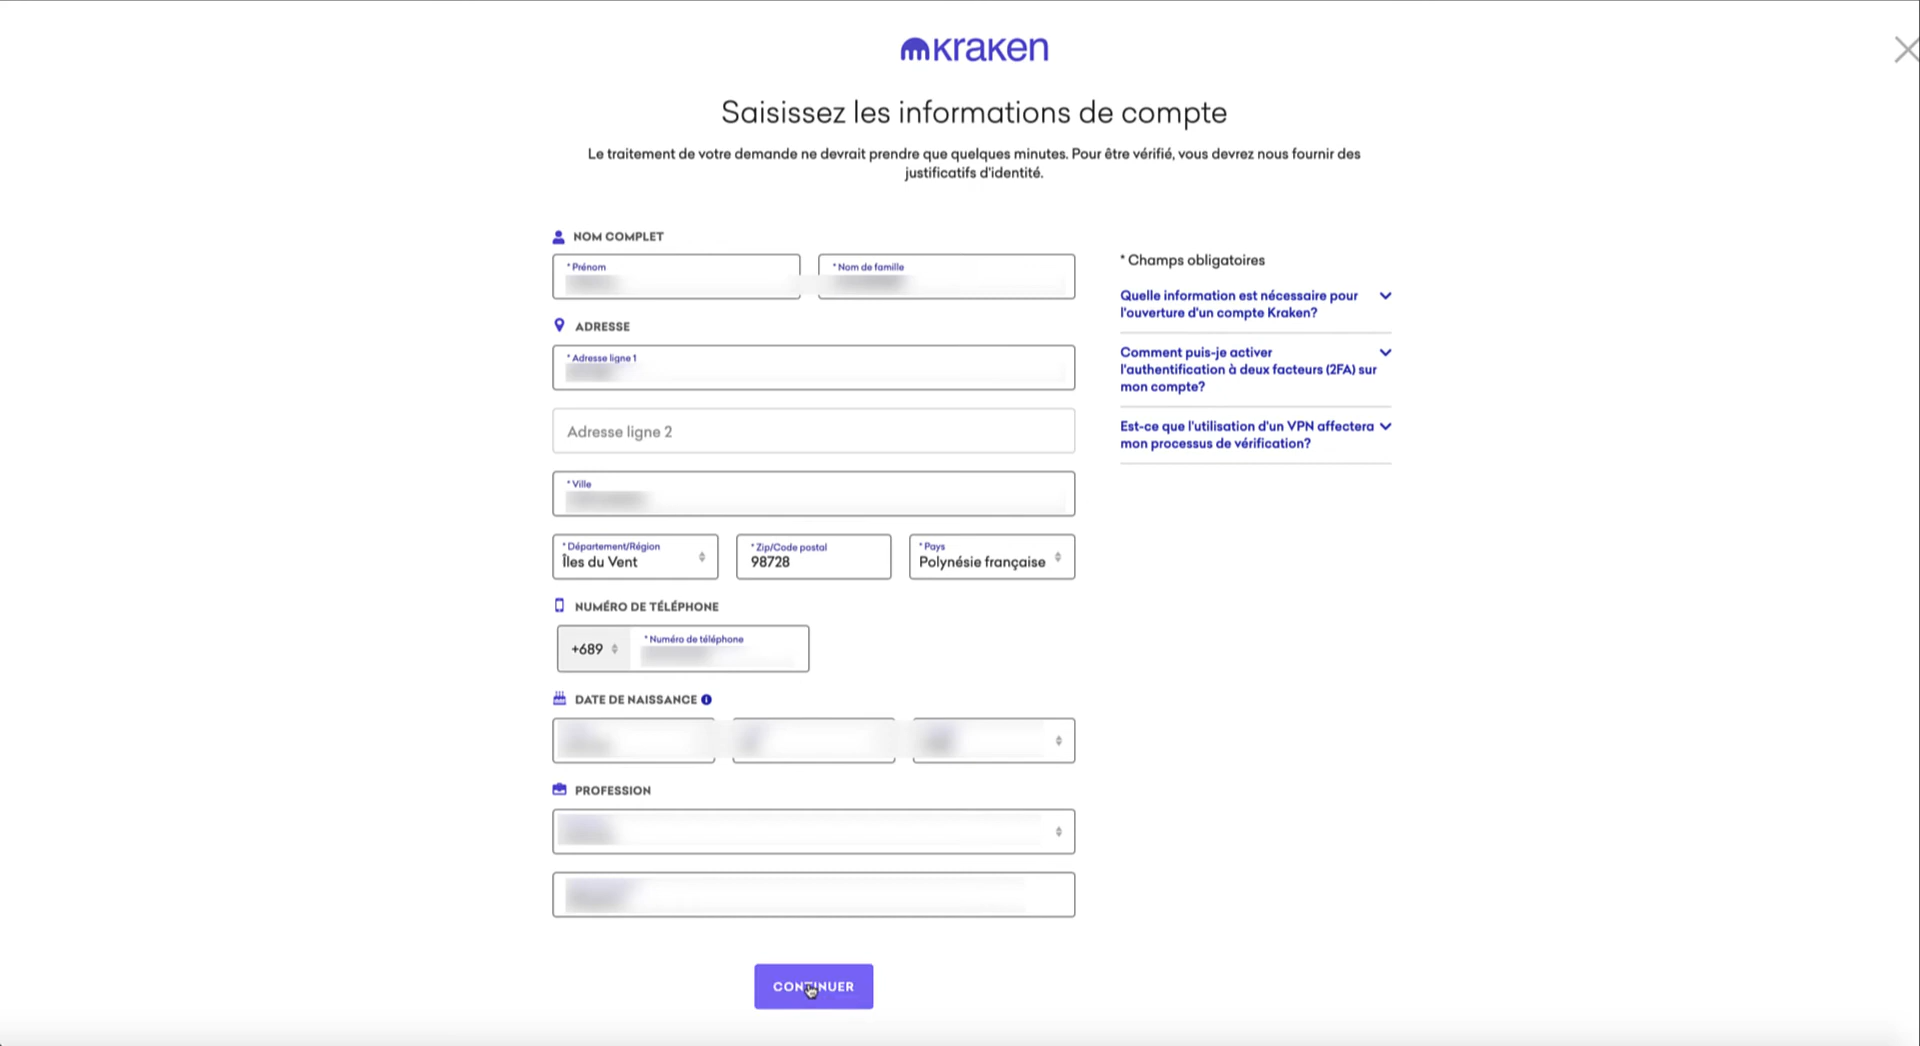 kraken
Saisissez les informations de compte
Le traitement de votre demande ne devrait prendre que quelques minutes. Pour être vérifié, vous devrez nous fournir des
justificatifs d'identité.
NOM COMPLET
* Prénom
* Nom de famille
ADRESSE
* Adresse ligne 1
Adresse ligne 2
* Ville
* Département/Région
Îles du Vent
* Zip/Code postal
98728
* Pays
Polynésie française
NUMÉRO DE TÉLÉPHONE
+689
* Numéro de téléphone
DATE DE NAISSANCE
PROFESSION
CONTINUER
* Champs obligatoires
Quelle information est nécessaire pour
l'ouverture d'un compte Kraken?
Comment puis-je activer
l'authentification à deux facteurs (2FA) sur
mon compte?
Est-ce que l'utilisation d'un VPN affectera
mon processus de vérification?